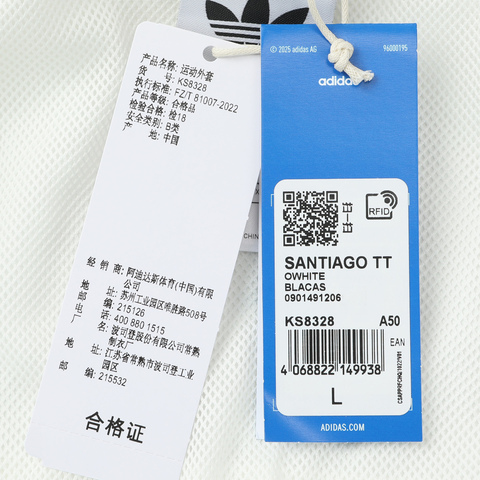 产品名称: 运动外套
货 号: KS8328
执行标准: FZ/T 81007-2022
产品等级: 合格品
检验合格: 检18
安全类别: B类
产 地: 中国
经 销 商: 阿迪达斯体育(中国)有限
公司
地 址: 苏州工业园区唯胜路508号
邮 编: 215126
电 话: 400 880 1515
厂 名: 波司登股份有限公司常熟
制衣厂
地 址: 江苏省常熟市波司登工业
园区
邮 编: 215532
合格证
© 2025 adidas AG
96000195
adidas
RFID
SANTIAGO TT
OWHITE
BLACAS
0901491206
KS8328 A50
EAN
4 068822 149938
L
ADIDAS.COM